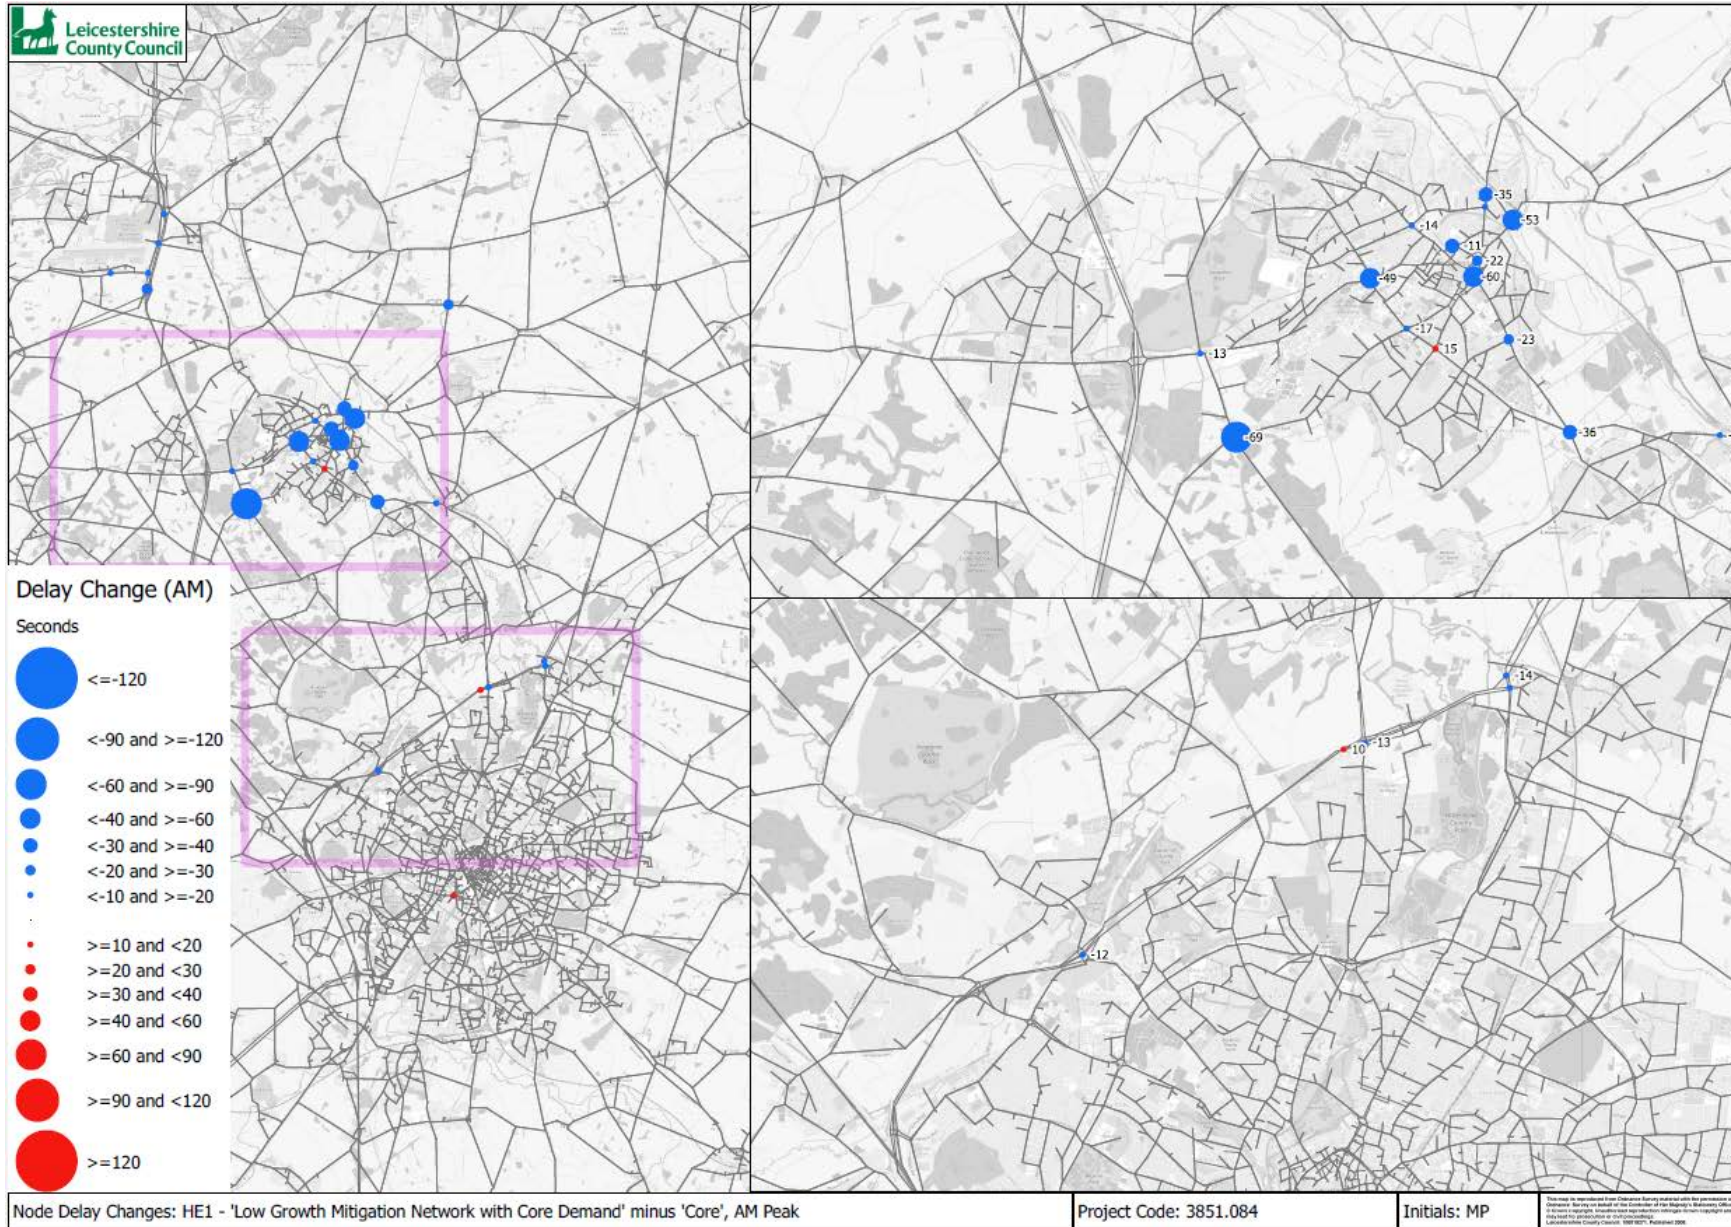 Leicestershire
County Council
-35
-53
-14
-11
-22
-49
-60
-17
15
-23
-13
-69
-36
Delay Change (AM)
Seconds
<=-120
<-90 and >=-120
<-60 and >=-90
<-40 and >=-60
<-30 and >=-40
<-20 and >=-30
<-10 and >=-20
>=10 and <20
>=20 and <30
>=30 and <40
>=40 and <60
>=60 and <90
>=90 and <120
>=120
-14
-13
10
-12
Node Delay Changes: HE1 - 'Low Growth Mitigation Network with Core Demand' minus 'Core', AM Peak
Project Code: 3851.084
Initials: MP